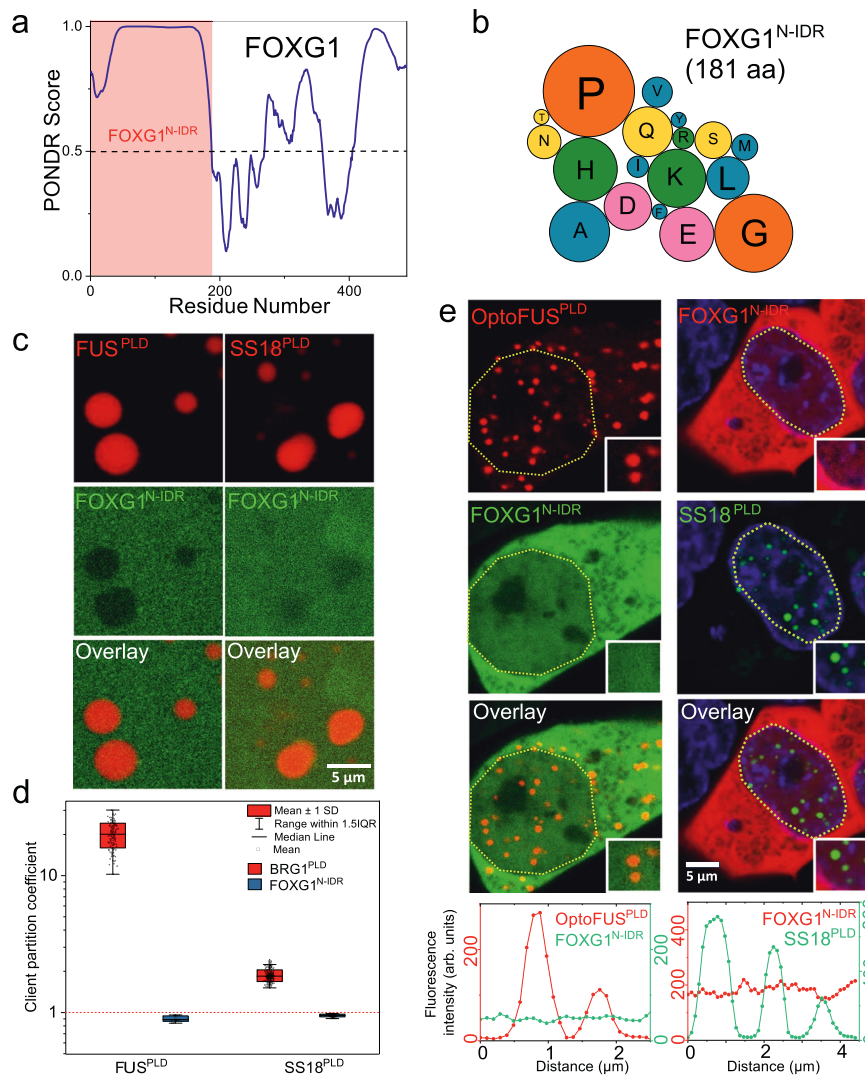 a
FOXG1
FOXG1N-IDR
PONDR Score
1.0
0.5
1.0
0
200
400
Residue Number
b
FOXG1N-IDR
(181 aa)
P
V
T
N
Q
Y
R
S
M
H
I
K
L
D
F
A
E
G
c
FUSPLD
SS18PLD
FOXG1N-IDR
FOXG1N-IDR
Overlay
Overlay
5 µm
d
Mean ± 1 SD
Range within 1.5IQR
Median Line
Mean
BRG1PLD
FOXG1N-IDR
Client partition coefficient
10
1
FUSPLD
SS18PLD
e
OptoFUSPLD
FOXG1N-IDR
FOXG1N-IDR
SS18PLD
Overlay
Overlay
5 µm
OptoFUSPLD
FOXG1N-IDR
Fluorescence
intensity (arb. units)
200
0
200
0
0
1
2
Distance (µm)
FOXG1N-IDR
SS18PLD
400
200
0
0
2
4
Distance (µm)